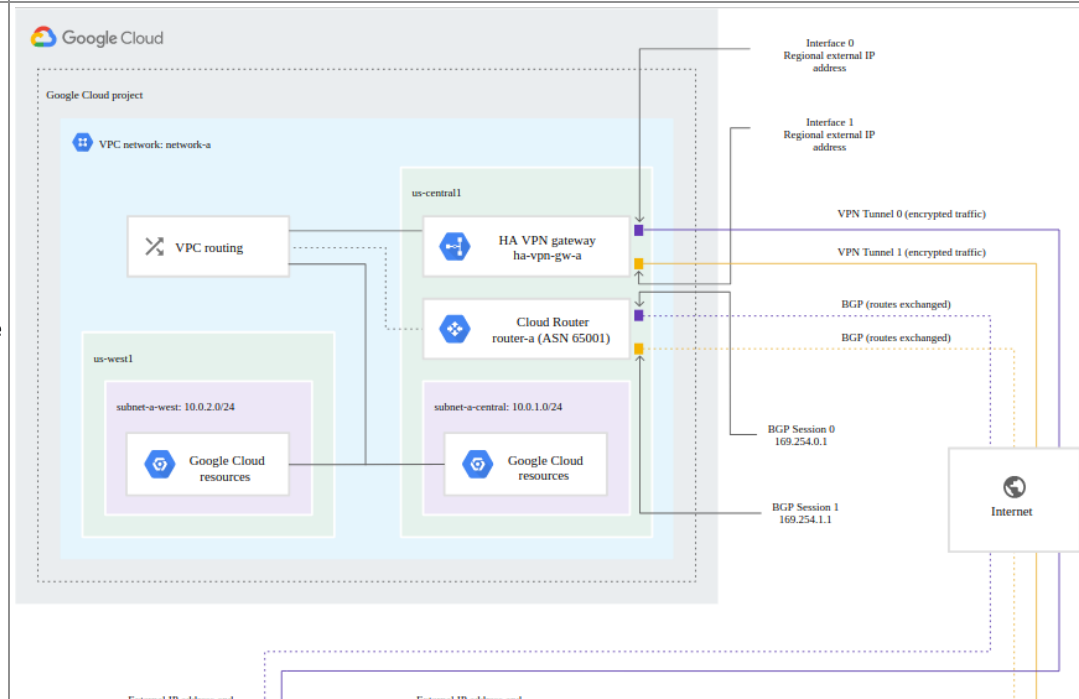 Google Cloud
Google Cloud project
VPC network: network-a
us-central1
VPC routing
HA VPN gateway
ha-vpn-gw-a
Cloud Router
router-a (ASN 65001)
us-west1
subnet-a-west: 10.0.2.0/24
Google Cloud
resources
subnet-a-central: 10.0.1.0/24
Google Cloud
resources
Interface 0
Regional external IP
address
Interface 1
Regional external IP
address
VPN Tunnel 0 (encrypted traffic)
VPN Tunnel 1 (encrypted traffic)
BGP (routes exchanged)
BGP (routes exchanged)
BGP Session 0
169.254.0.1
BGP Session 1
169.254.1.1
Internet